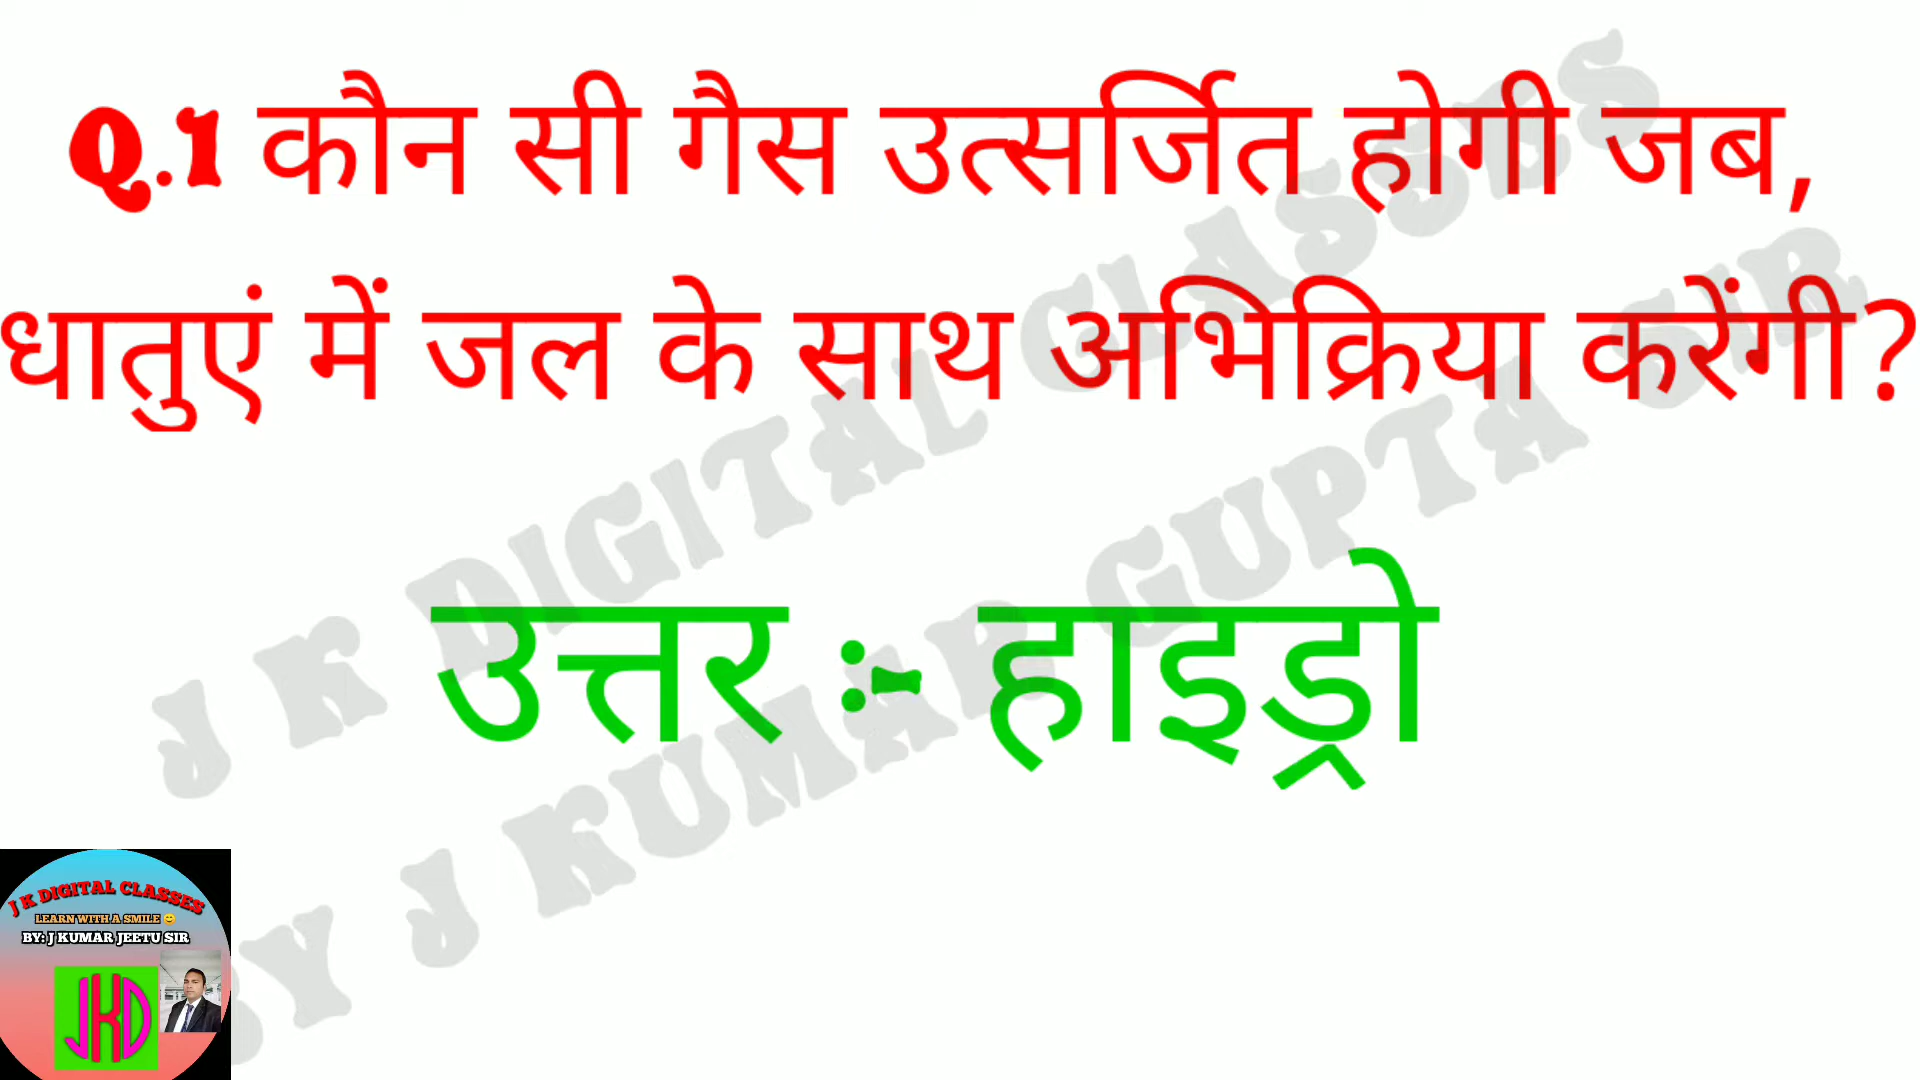 Q.1 कौन सी गैस उत्सर्जित होगी जब,
धातुएं में जल के साथ अभिक्रिया करेंगी?
उत्तर :- हाइड्रो
J K DIGITAL CLASSES
BY J KUMAR GUPTA SIR
J K DIGITAL CLASSES
LEARN WITH A SMILE 😊
BY: J KUMAR JEETU SIR
JKD